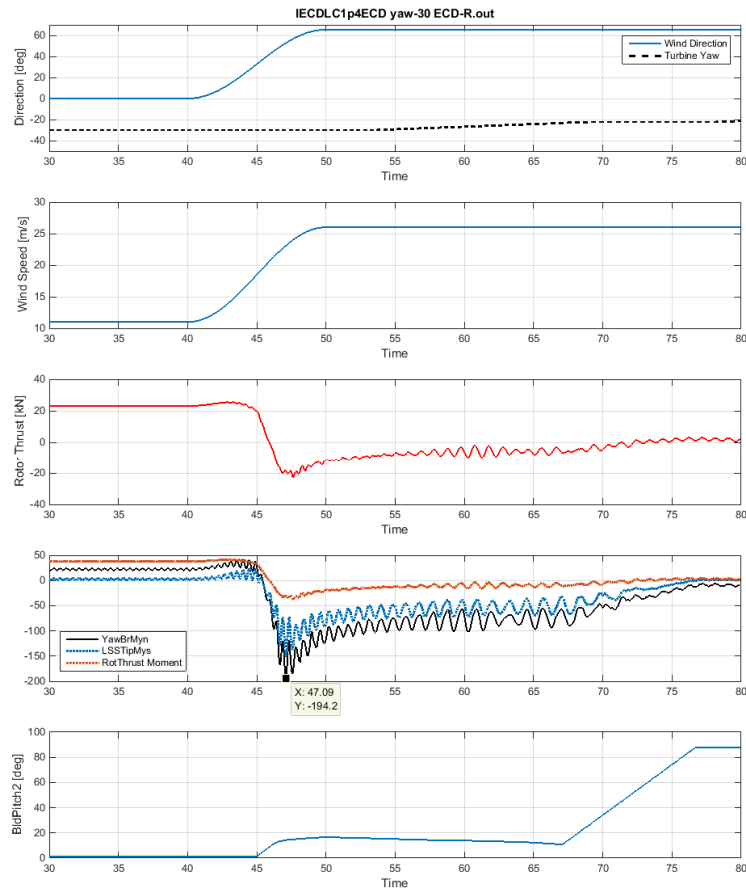 IECDLC1p4ECD yaw-30 ECD-R.out
Direction [deg]
60
40
20
0
-20
-40
Wind Direction
Turbine Yaw
30 35 40 45 50 55 60 65 70 75 80
Time
Wind Speed [m/s]
30
25
20
15
10
30 35 40 45 50 55 60 65 70 75 80
Time
Rotor Thrust [kN]
40
20
0
-20
-40
30 35 40 45 50 55 60 65 70 75 80
Time
50
0
-50
-100
-150
-200
YawBrMyn
LSSTipMys
RotThrust Moment
X: 47.09
Y: -194.2
30 35 40 45 50 55 60 65 70 75 80
BldPitch2 [deg]
100
80
60
40
20
0
30 35 40 45 50 55 60 65 70 75 80
Time